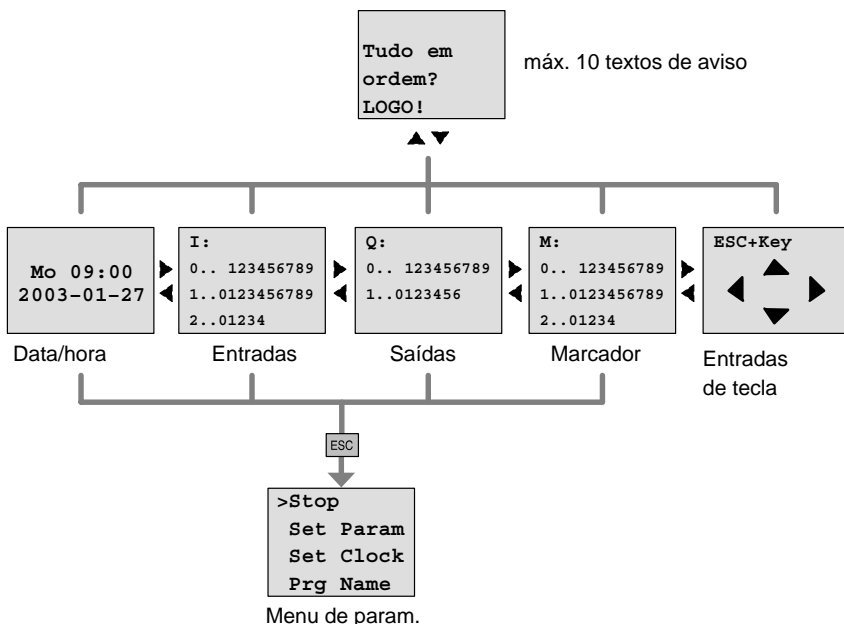 Tudo em
ordem?
LOGO!
máx. 10 textos de aviso
Mo 09:00
2003-01-27
Data/hora
I:
0.. 123456789
1..0123456789
2..01234
Entradas
Q:
0.. 123456789
1..0123456
Saídas
M:
0.. 123456789
1..0123456789
2..01234
Marcador
ESC+Key
Entradas
de tecla
ESC
>Stop
Set Param
Set Clock
Prg Name
Menu de param.